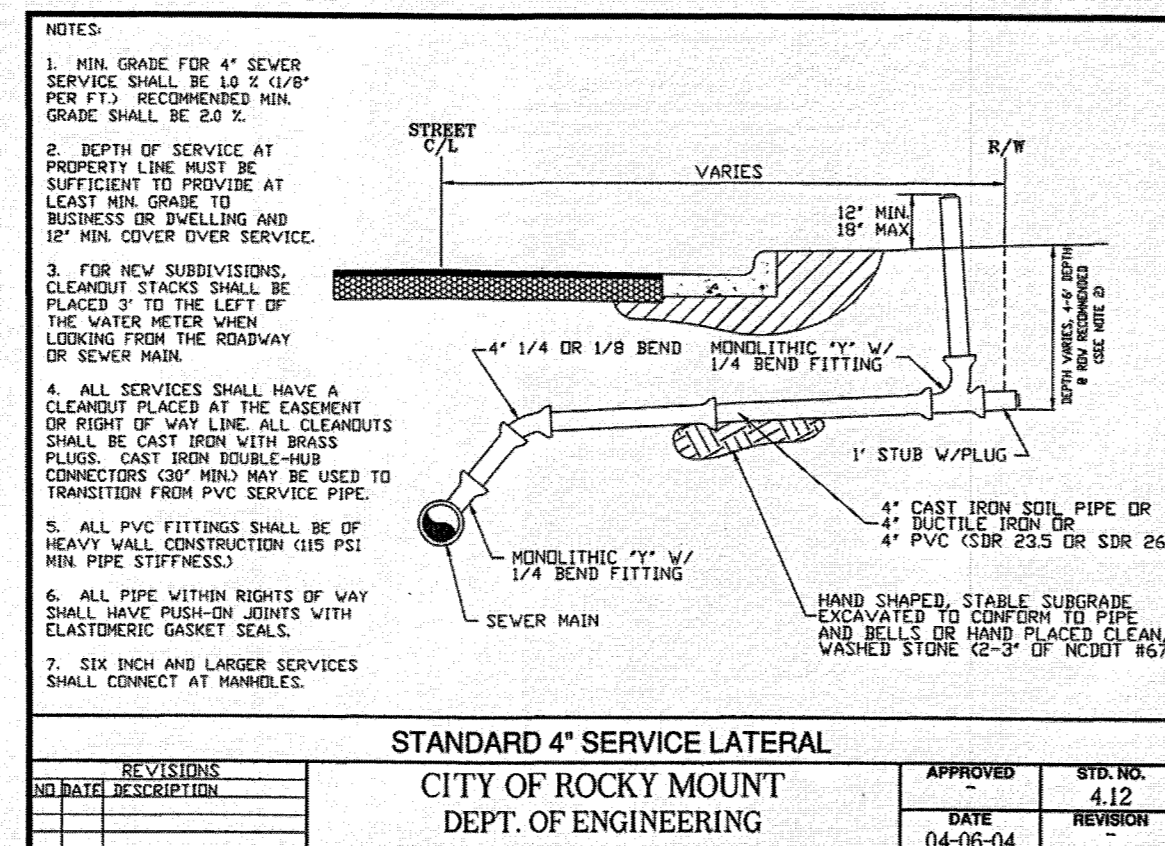 NOTES:
1. MIN. GRADE FOR 4" SEWER
SERVICE SHALL BE 1.0 % (1/8"
PER FT.) RECOMMENDED MIN.
GRADE SHALL BE 2.0 %.
2. DEPTH OF SERVICE AT
PROPERTY LINE MUST BE
SUFFICIENT TO PROVIDE AT
LEAST MIN. GRADE TO
BUSINESS OR DWELLING AND
12" MIN. COVER OVER SERVICE.
3. FOR NEW SUBDIVISIONS,
CLEANOUT STACKS SHALL BE
PLACED 3' TO THE LEFT OF
THE WATER METER WHEN
LOOKING FROM THE ROADWAY
OR SEWER MAIN.
4. ALL SERVICES SHALL HAVE A
CLEANOUT PLACED AT THE EASEMENT
OR RIGHT OF WAY LINE. ALL CLEANOUTS
SHALL BE CAST IRON WITH BRASS
PLUGS. CAST IRON DOUBLE-HUB
CONNECTORS (30" MIN.) MAY BE USED TO
TRANSITION FROM PVC SERVICE PIPE.
5. ALL PVC FITTINGS SHALL BE OF
HEAVY WALL CONSTRUCTION (115 PSI
MIN. PIPE STIFFNESS.)
6. ALL PIPE WITHIN RIGHTS OF WAY
SHALL HAVE PUSH-ON JOINTS WITH
ELASTOMERIC GASKET SEALS.
7. SIX INCH AND LARGER SERVICES
SHALL CONNECT AT MANHOLES.
STREET
C/L
VARIES
R/W
12" MIN.
18" MAX
DEPTH VARIES, 4-6' DEPTH
@ ROW RECOMMENDED
(SEE NOTE 2)
4" 1/4 OR 1/8 BEND
MONOLITHIC "Y" W/
1/4 BEND FITTING
1' STUB W/PLUG
4" CAST IRON SOIL PIPE OR
4" DUCTILE IRON OR
4" PVC (SDR 23.5 OR SDR 26
MONOLITHIC "Y" W/
1/4 BEND FITTING
SEWER MAIN
HAND SHAPED, STABLE SUBGRADE
EXCAVATED TO CONFORM TO PIPE
AND BELLS OR HAND PLACED CLEAN,
WASHED STONE (2-3" OF NCDOT #67
STANDARD 4" SERVICE LATERAL
REVISIONS
NO DATE DESCRIPTION
CITY OF ROCKY MOUNT
DEPT. OF ENGINEERING
APPROVED
-
STD. NO.
4.12
DATE
04-06-04
REVISION
-